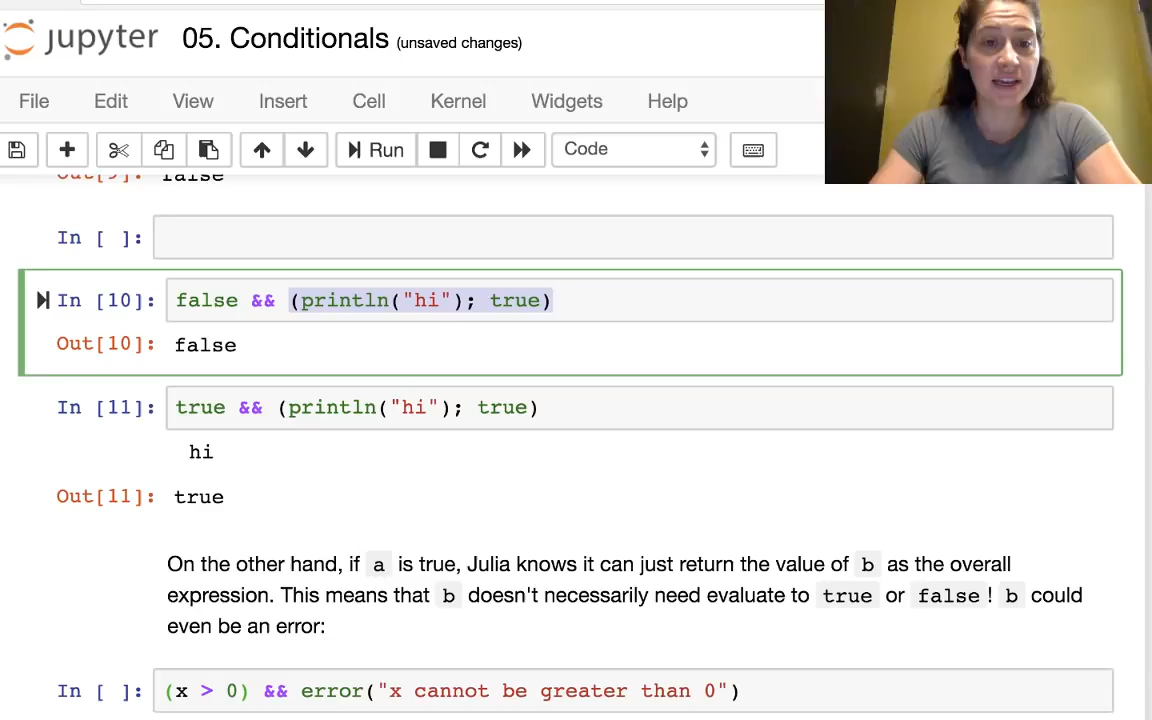 jupyter 05. Conditionals (unsaved changes)
File Edit View Insert Cell Kernel Widgets Help
Run Code
Out[9]: false
In [ ]:
In [10]: false && (println("hi"); true)
Out[10]: false
In [11]: true && (println("hi"); true)
hi
Out[11]: true
On the other hand, if a is true, Julia knows it can just return the value of b as the overall
expression. This means that b doesn't necessarily need evaluate to true or false! b could
even be an error:
In [ ]: (x > 0) && error("x cannot be greater than 0")